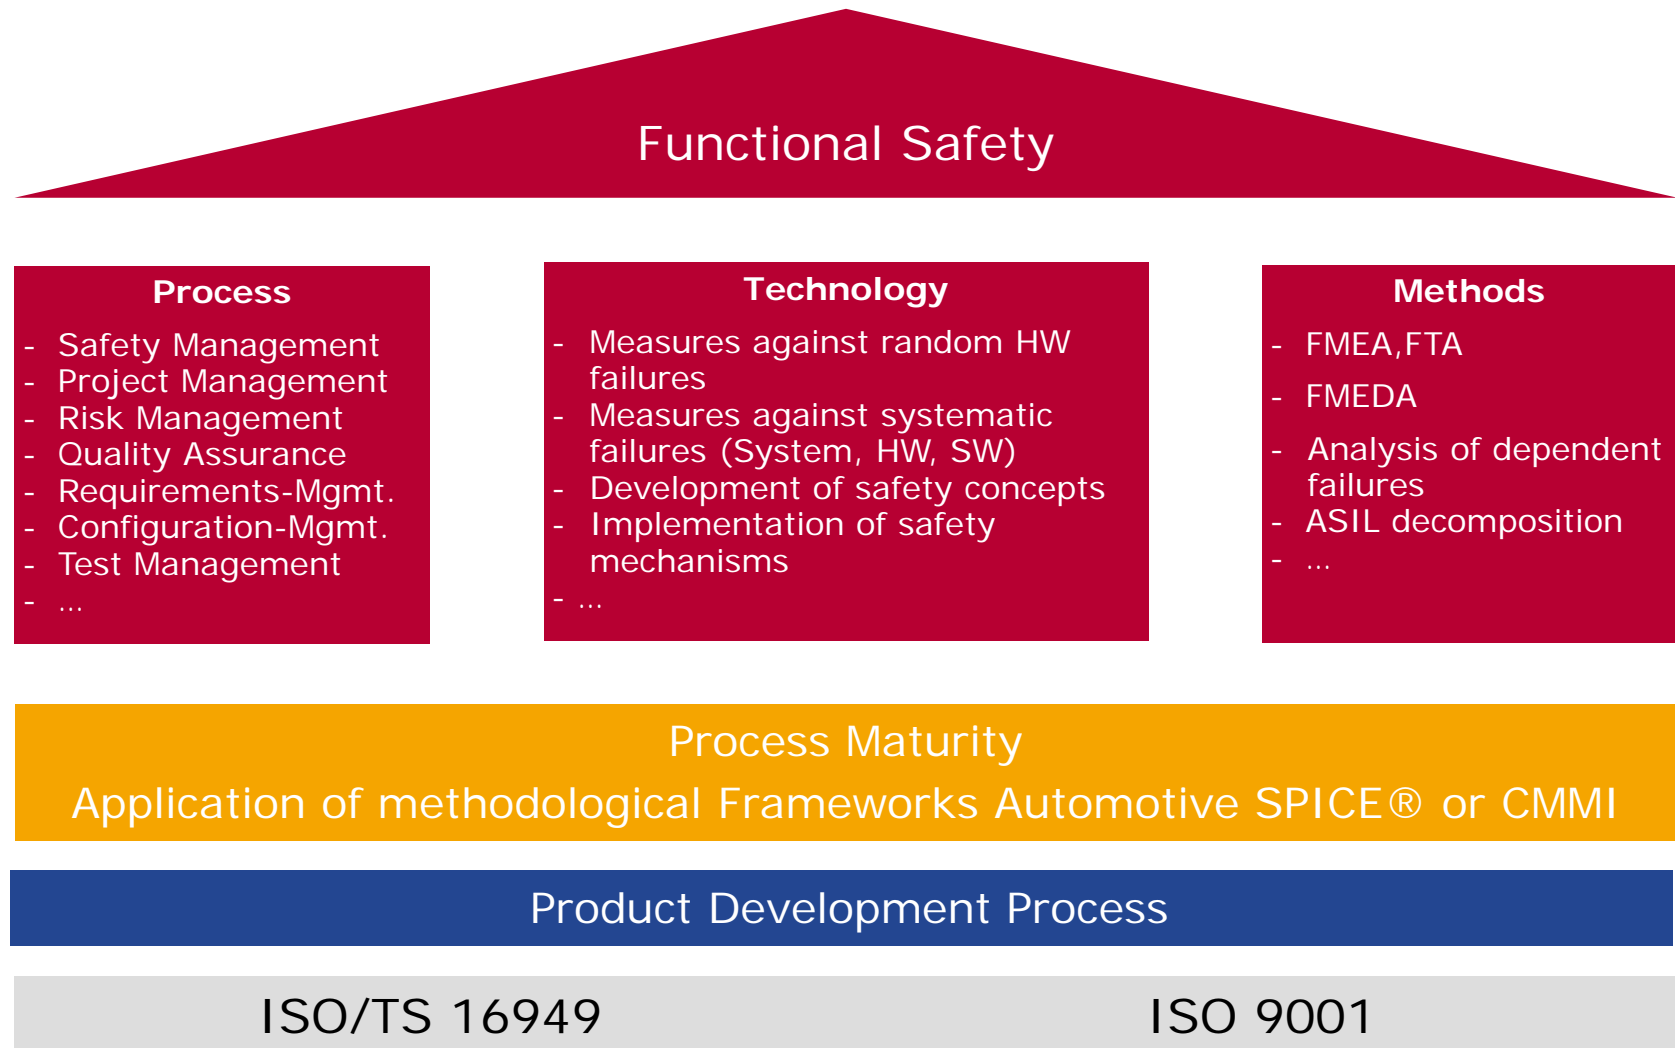 Functional Safety
Process
- Safety Management
- Project Management
- Risk Management
- Quality Assurance
- Requirements-Mgmt.
- Configuration-Mgmt.
- Test Management
- ...
Technology
- Measures against random HW
failures
- Measures against systematic
failures (System, HW, SW)
- Development of safety concepts
- Implementation of safety
mechanisms
- ...
Methods
- FMEA,FTA
- FMEDA
- Analysis of dependent
failures
- ASIL decomposition
- ...
Process Maturity
Application of methodological Frameworks Automotive SPICE® or CMMI
Product Development Process
ISO/TS 16949 ISO 9001